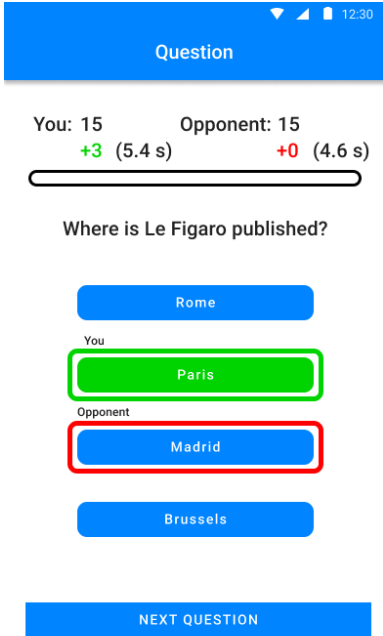 12:30
Question
You: 15 Opponent: 15
+3 (5.4 s) +0 (4.6 s)
Where is Le Figaro published?
Rome
You
Paris
Opponent
Madrid
Brussels
NEXT QUESTION